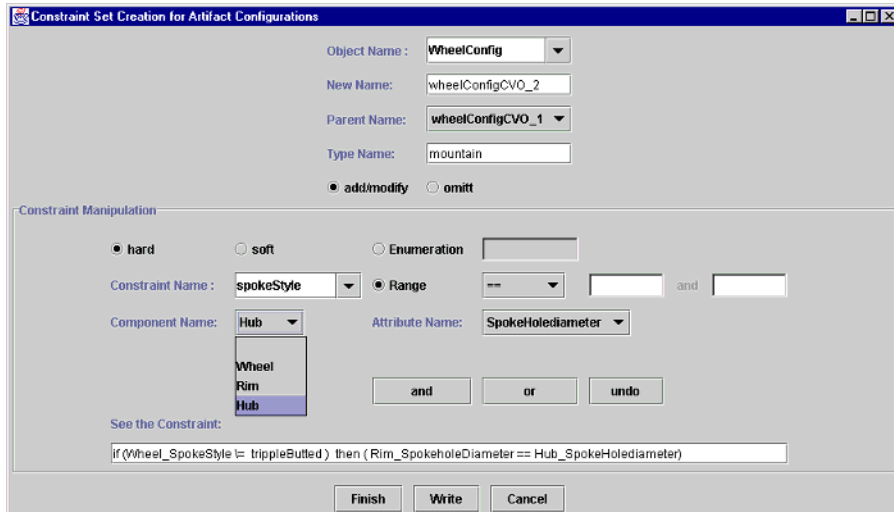 Constraint Set Creation for Artifact Configurations
Object Name : WheelConfig
New Name: wheelConfigCVO_2
Parent Name: wheelConfigCVO_1
Type Name: mountain
add/modify omitt
Constraint Manipulation
hard soft Enumeration
Constraint Name : spokeStyle Range == and
Component Name: Hub Attribute Name: SpokeHolediameter
Wheel
Rim
and or undo
Hub
See the Constraint:
if (Wheel_SpokeStyle != trippleButted ) then ( Rim_SpokeholeDiameter == Hub_SpokeHolediameter)
Finish Write Cancel